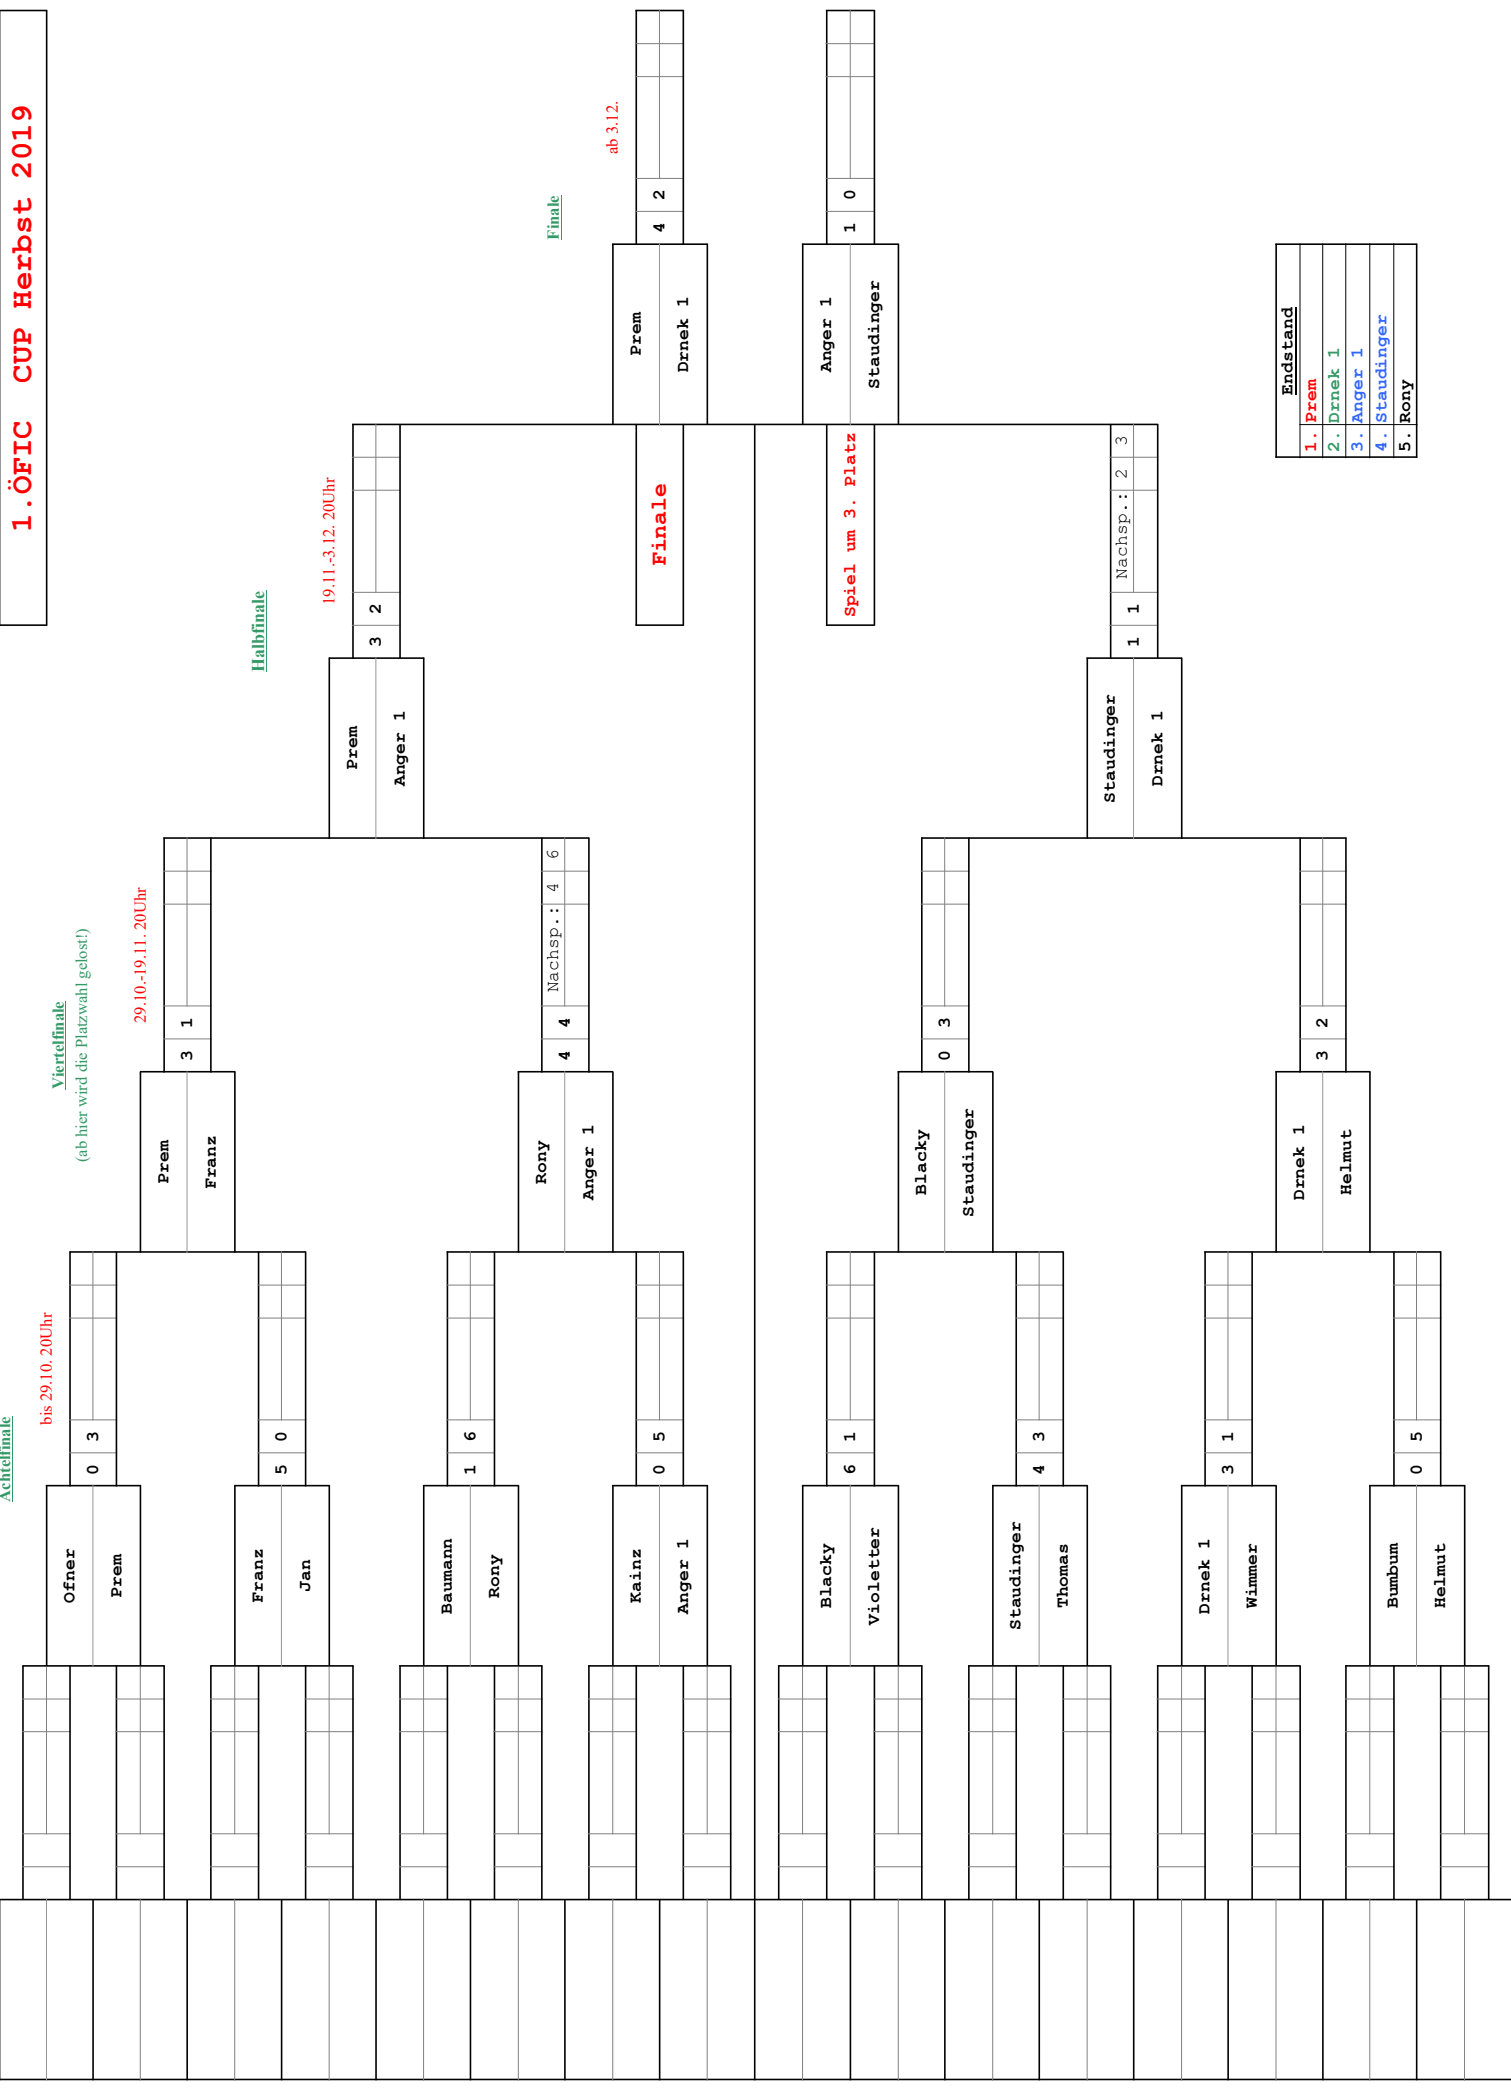 1.ÖFIC CUP Herbst 2019
Achtelfinale
bis 29.10. 20Uhr
Ofner 0 3
Prem
Franz 5 0
Jan
Baumann 1 6
Rony
Kainz 0 5
Anger 1
Blacky 6 1
Violetter
Staudinger 4 3
Thomas
Drnek 1 3 1
Wimmer
Bumbum 0 5
Helmut
Viertelfinale
(ab hier wird die Platzwahl gelost!)
29.10.-19.11. 20Uhr
Prem 3 1
Franz
Rony 4 4 Nachsp.: 4 6
Anger 1
Blacky 0 3
Staudinger
Drnek 1 3 2
Helmut
Halbfinale
19.11.-3.12. 20Uhr
Prem 3 2
Anger 1
Staudinger 1 1 Nachsp.: 2 3
Drnek 1
Finale
ab 3.12.
Finale
Prem 4 2
Drnek 1
Spiel um 3. Platz
Anger 1 1 0
Staudinger
Endstand
1. Prem
2. Drnek 1
3. Anger 1
4. Staudinger
5. Rony